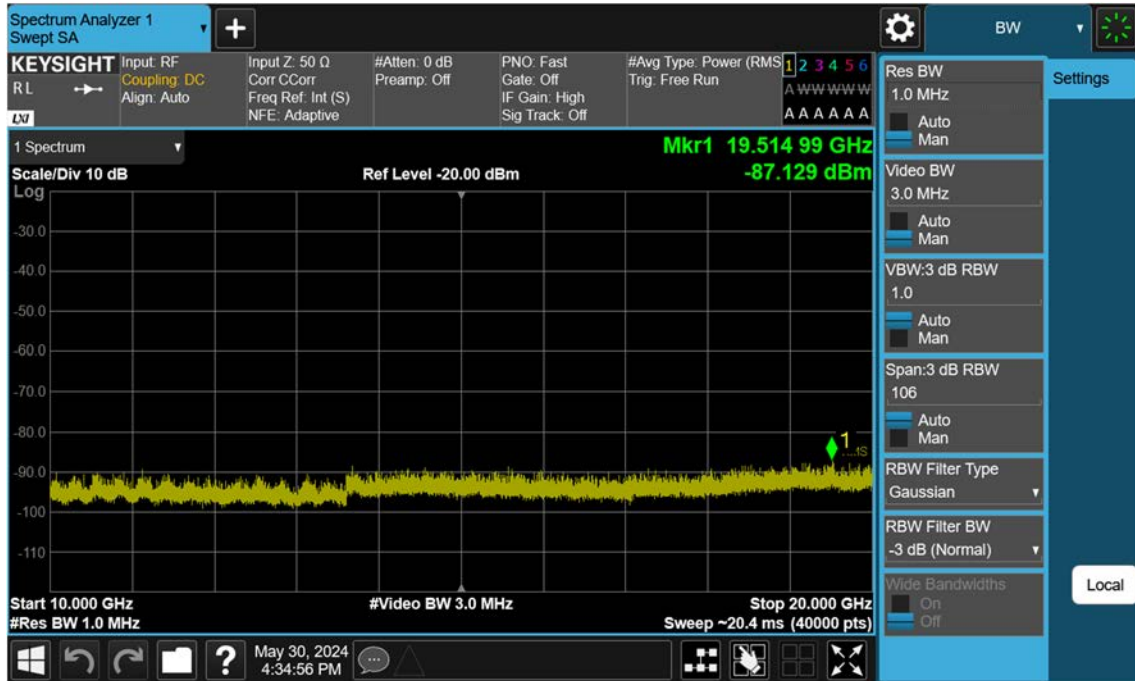 Spectrum Analyzer 1
Swept SA
BW
KEYSIGHT
R L
LXI
Input: RF
Coupling: DC
Align: Auto
Input Z: 50 Ω
Corr CCorr
Freq Ref: Int (S)
NFE: Adaptive
#Atten: 0 dB
Preamp: Off
PNO: Fast
Gate: Off
IF Gain: High
Sig Track: Off
#Avg Type: Power (RMS
Trig: Free Run
1 2 3 4 5 6
A W W W W W
A A A A A A
1 Spectrum
Mkr1 19.514 99 GHz
Scale/Div 10 dB
Ref Level -20.00 dBm
-87.129 dBm
Log
-30.0
-40.0
-50.0
-60.0
-70.0
-80.0
-90.0
-100
-110
1
Start 10.000 GHz
#Video BW 3.0 MHz
Stop 20.000 GHz
#Res BW 1.0 MHz
Sweep ~20.4 ms (40000 pts)
May 30, 2024
4:34:56 PM
Res BW
1.0 MHz
Auto
Man
Video BW
3.0 MHz
Auto
Man
VBW:3 dB RBW
1.0
Auto
Man
Span:3 dB RBW
106
Auto
Man
RBW Filter Type
Gaussian
RBW Filter BW
-3 dB (Normal)
Wide Bandwidths
On
Off
Settings
Local